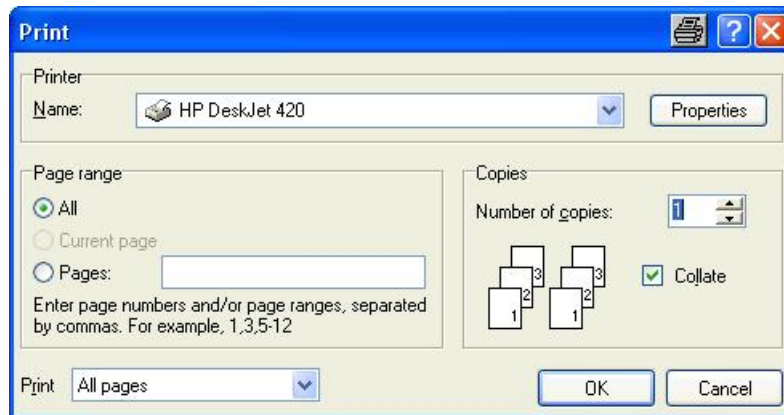 Print
Printer
Name: HP DeskJet 420 Properties
Page range
All
Current page
Pages:
Enter page numbers and/or page ranges, separated
by commas. For example, 1,3,5-12
Copies
Number of copies: 1
1 2 3 1 2 3
Collate
Print All pages
OK Cancel